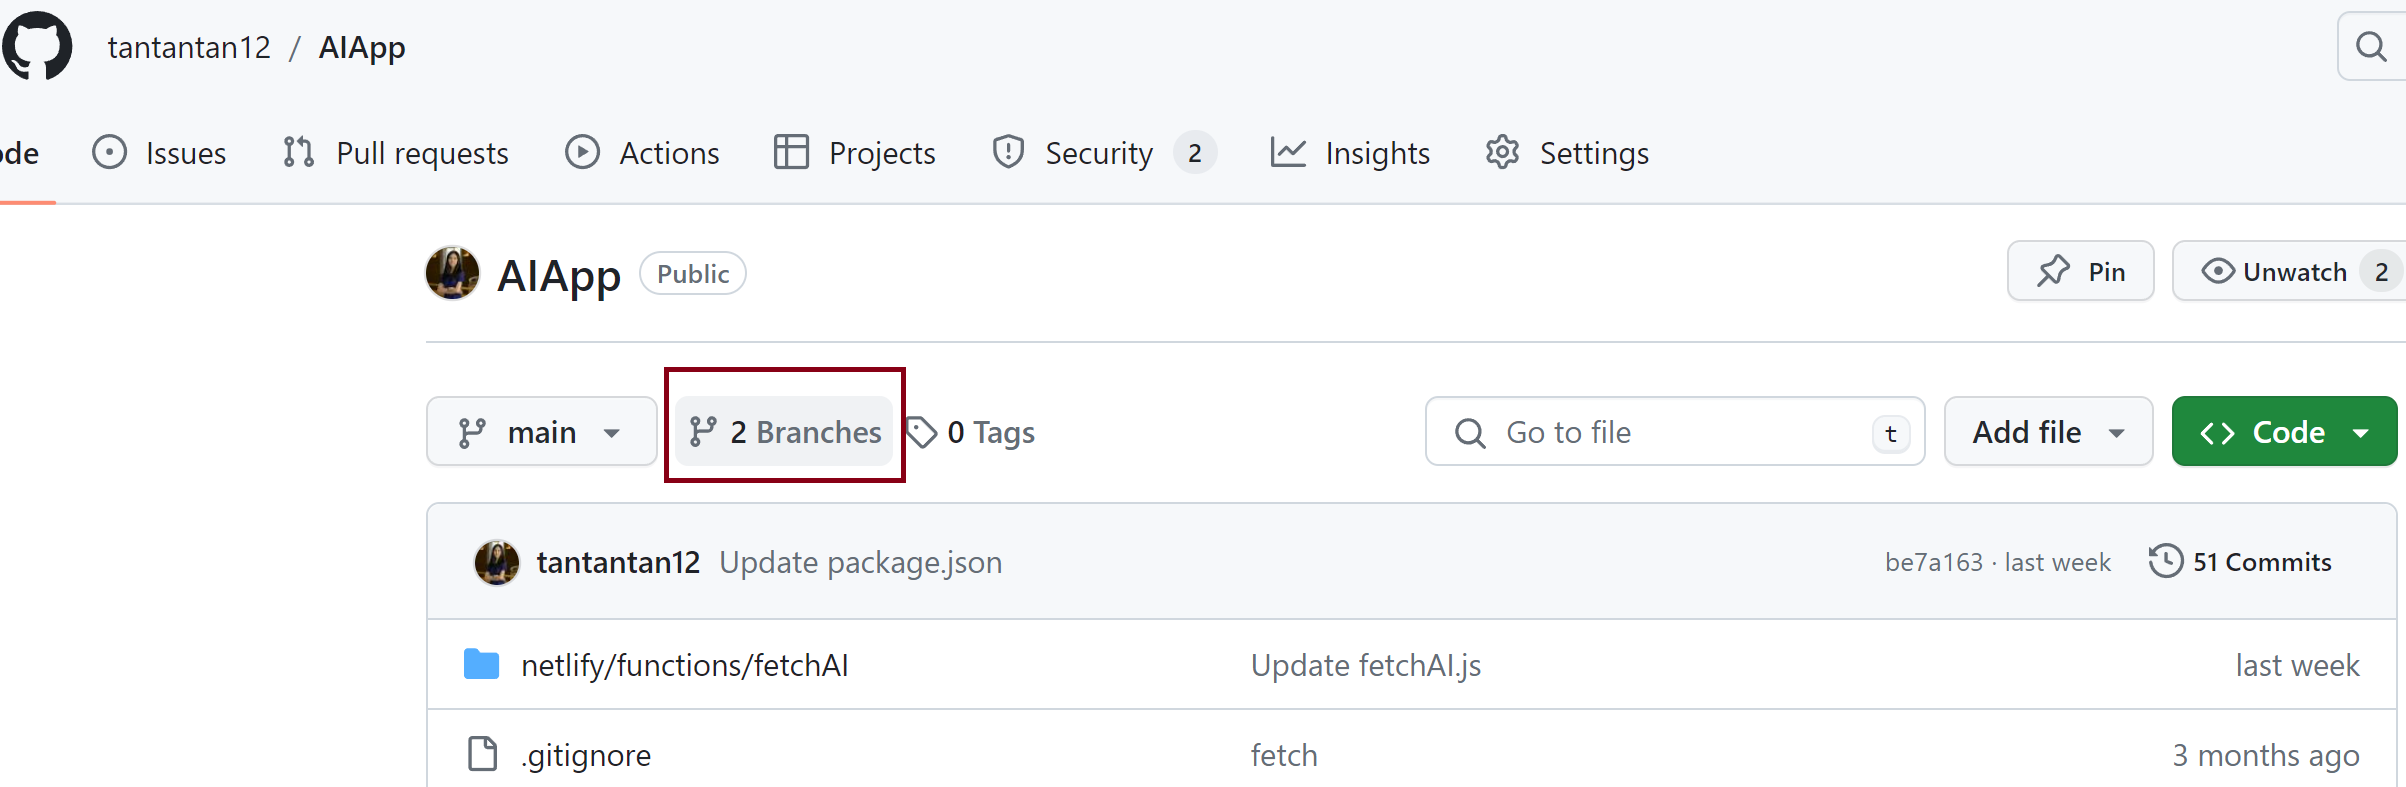 tantantan12 / AIApp
ode Issues Pull requests Actions Projects Security 2 Insights Settings
AIApp Public Pin Unwatch 2
main 2 Branches 0 Tags Go to file t Add file Code
tantantan12 Update package.json be7a163 · last week 51 Commits
netlify/functions/fetchAI Update fetchAI.js last week
.gitignore fetch 3 months ago